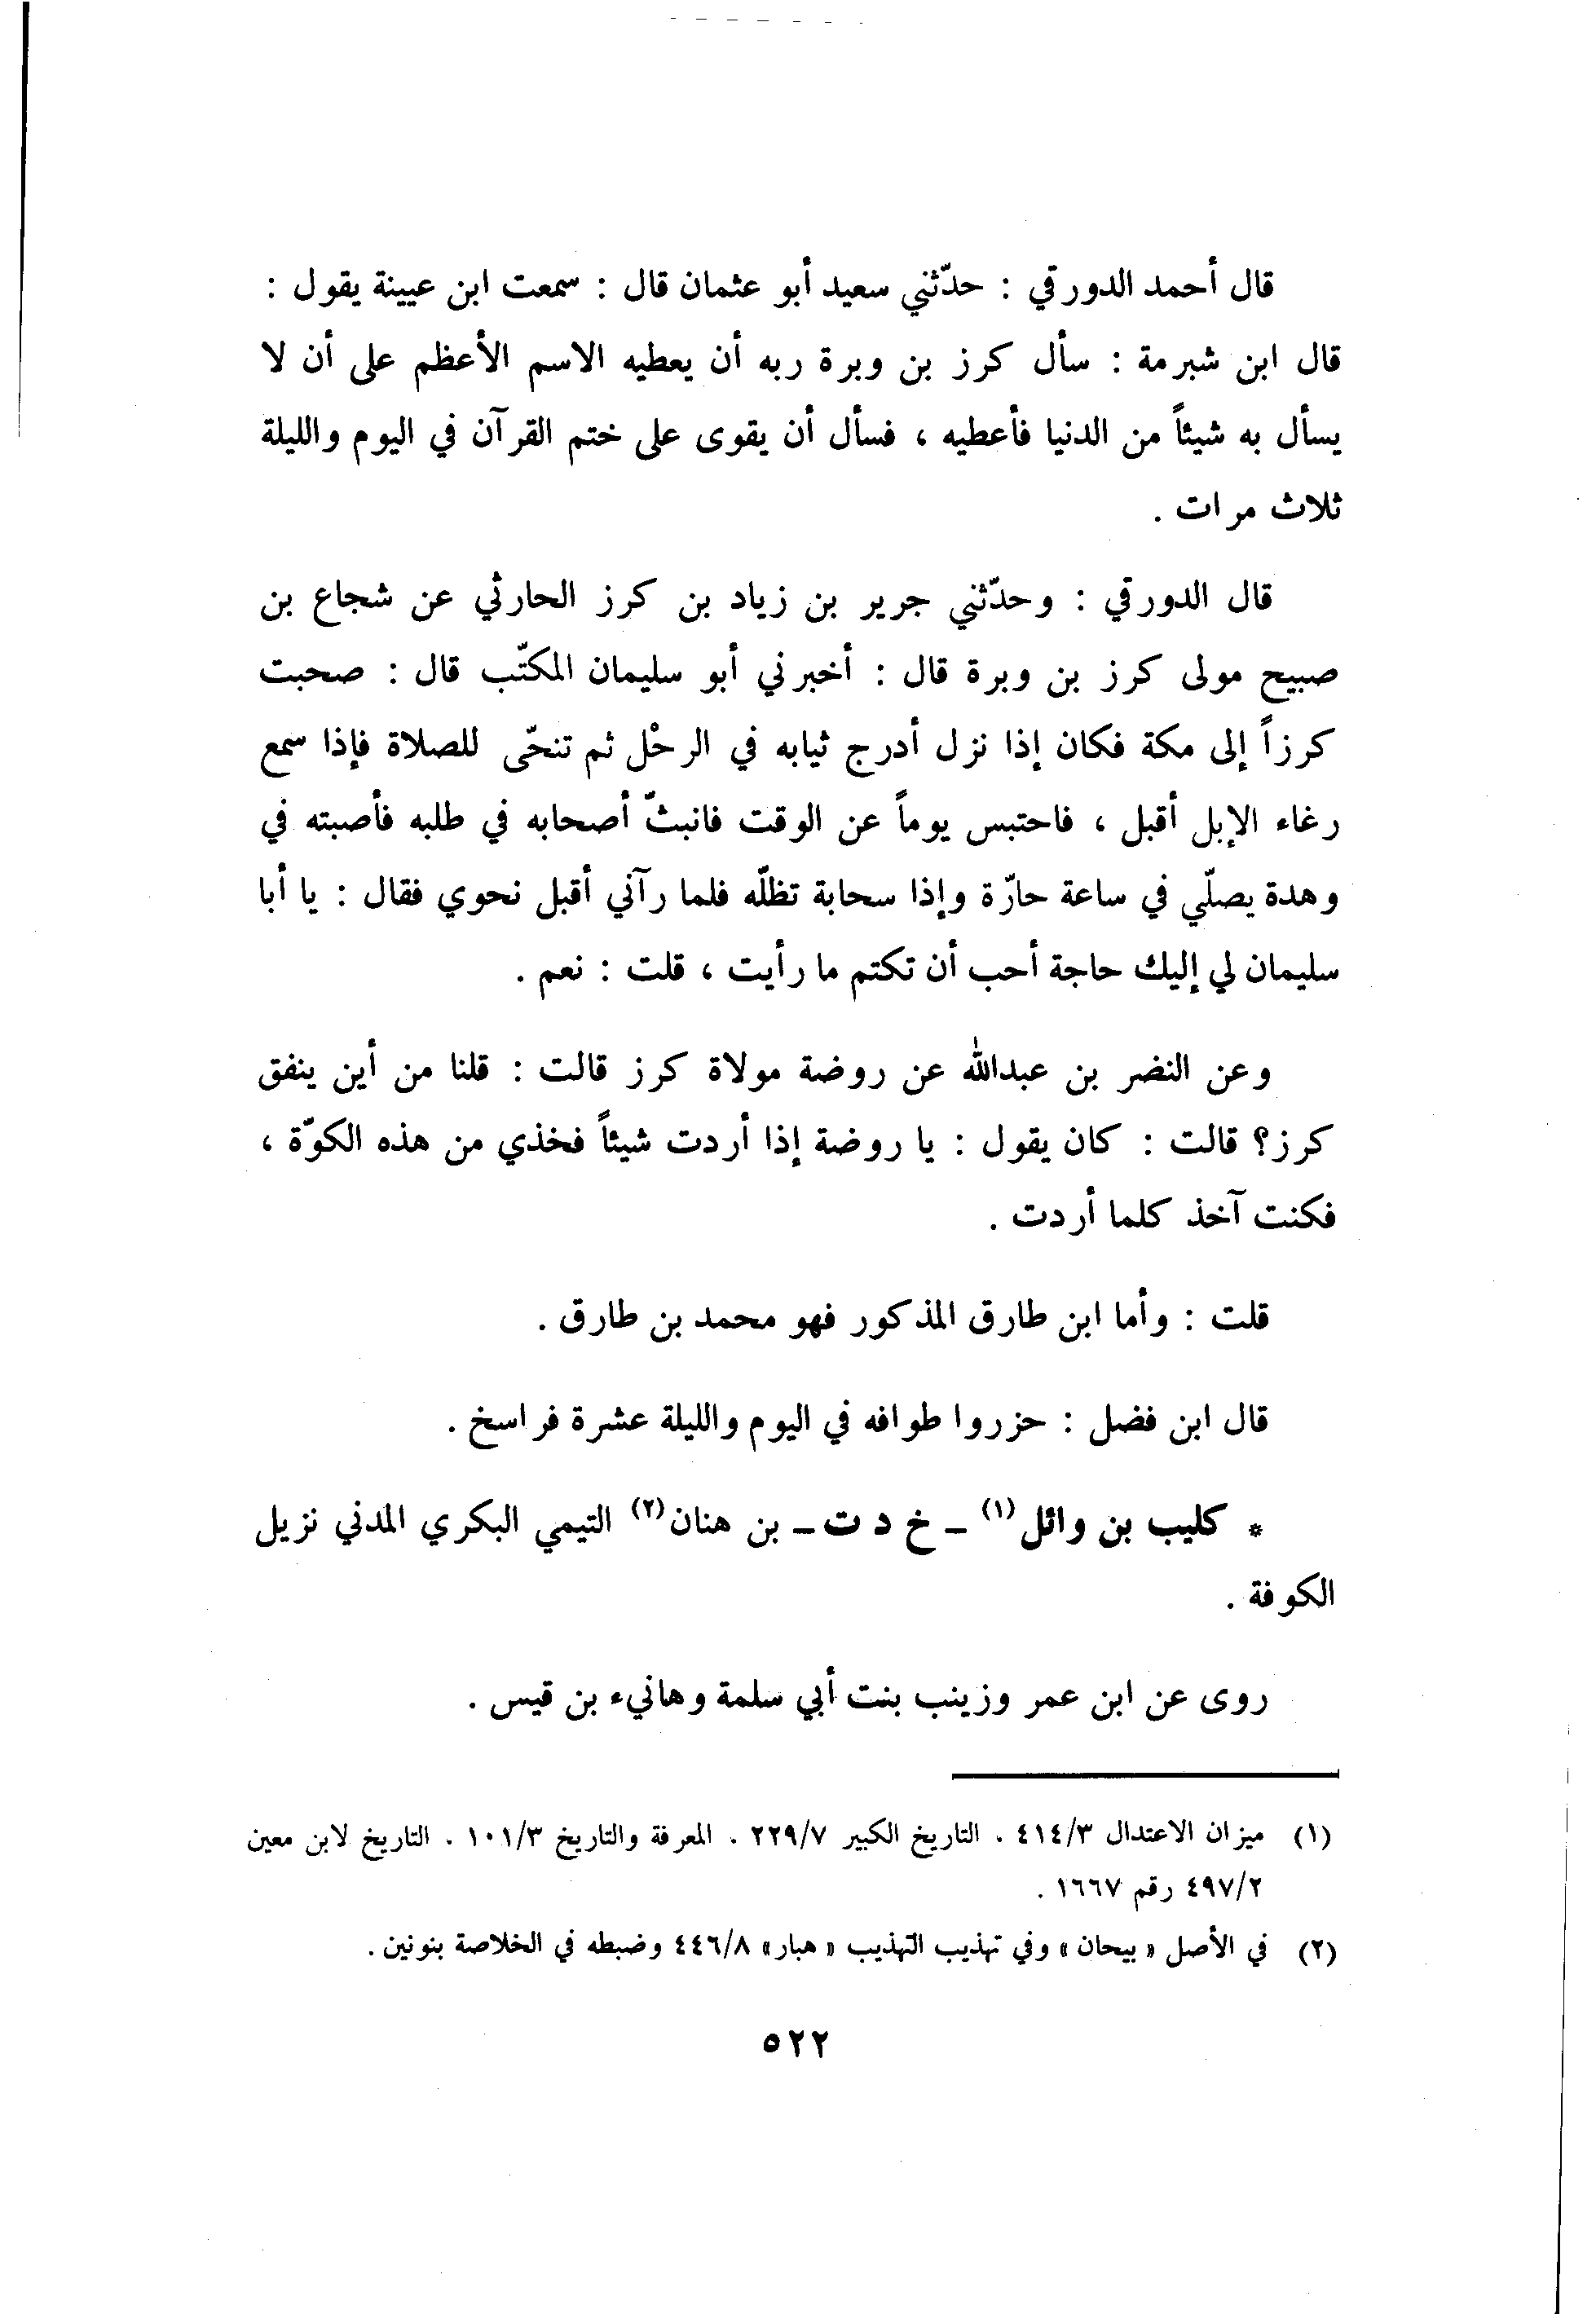 قال أحمد الدورقي : حدّثني سعيد أبو عثمان قال : سمعت ابن عيينة يقول :
قال ابن شبرمة : سأل كرز بن وبرة ربه أن يعطيه الاسم الأعظم على أن لا
يسأل به شيئاً من الدنيا فأعطيه ، فسأل أن يقوى على ختم القرآن في اليوم والليلة
ثلاث مرات .
قال الدورقي : وحدّثني جرير بن زياد بن كرز الحارثي عن شجاع بن
صبيح مولى كرز بن وبرة قال : أخبرني أبو سليمان المكتّب قال : صحبت
كرزاً إلى مكة فكان إذا نزل أدرج ثيابه في الرحْل ثم تنحّى للصلاة فإذا سمع
رغاء الإبل أقبل ، فاحتبس يوماً عن الوقت فانبثّ أصحابه في طلبه فأصبته في
وهدة يصلّي في ساعة حارّة وإذا سحابة تظلّه فلما رآني أقبل نحوي فقال : يا أبا
سليمان لي إليك حاجة أحب أن تكتم ما رأيت ، قلت : نعم .
وعن النضر بن عبدالله عن روضة مولاة كرز قالت : قلنا من أين ينفق
كرز؟ قالت : كان يقول : يا روضة إذا أردت شيئاً فخذي من هذه الكوّة ،
فكنت آخذ كلما أردت .
قلت : وأما ابن طارق المذكور فهو محمد بن طارق .
قال ابن فضل : حزروا طوافه في اليوم والليلة عشرة فراسخ .
* كليب بن وائل(١) – خ د ت – بن هنان(٢) التيمي البكري المدني نزيل
الكوفة .
روى عن ابن عمر وزينب بنت أبي سلمة وهانيء بن قيس .
(١) ميزان الاعتدال ٤١٤/٣ . التاريخ الكبير ٢٢٩/٧ . المعرفة والتاريخ ١٠١/٣ . التاريخ لابن معين
٤٩٧/٢ رقم ١٦٦٧ .
(٢) في الأصل « بيحان » وفي تهذيب التهذيب « هبار » ٤٤٦/٨ وضبطه في الخلاصة بنونين .
٥٢٢